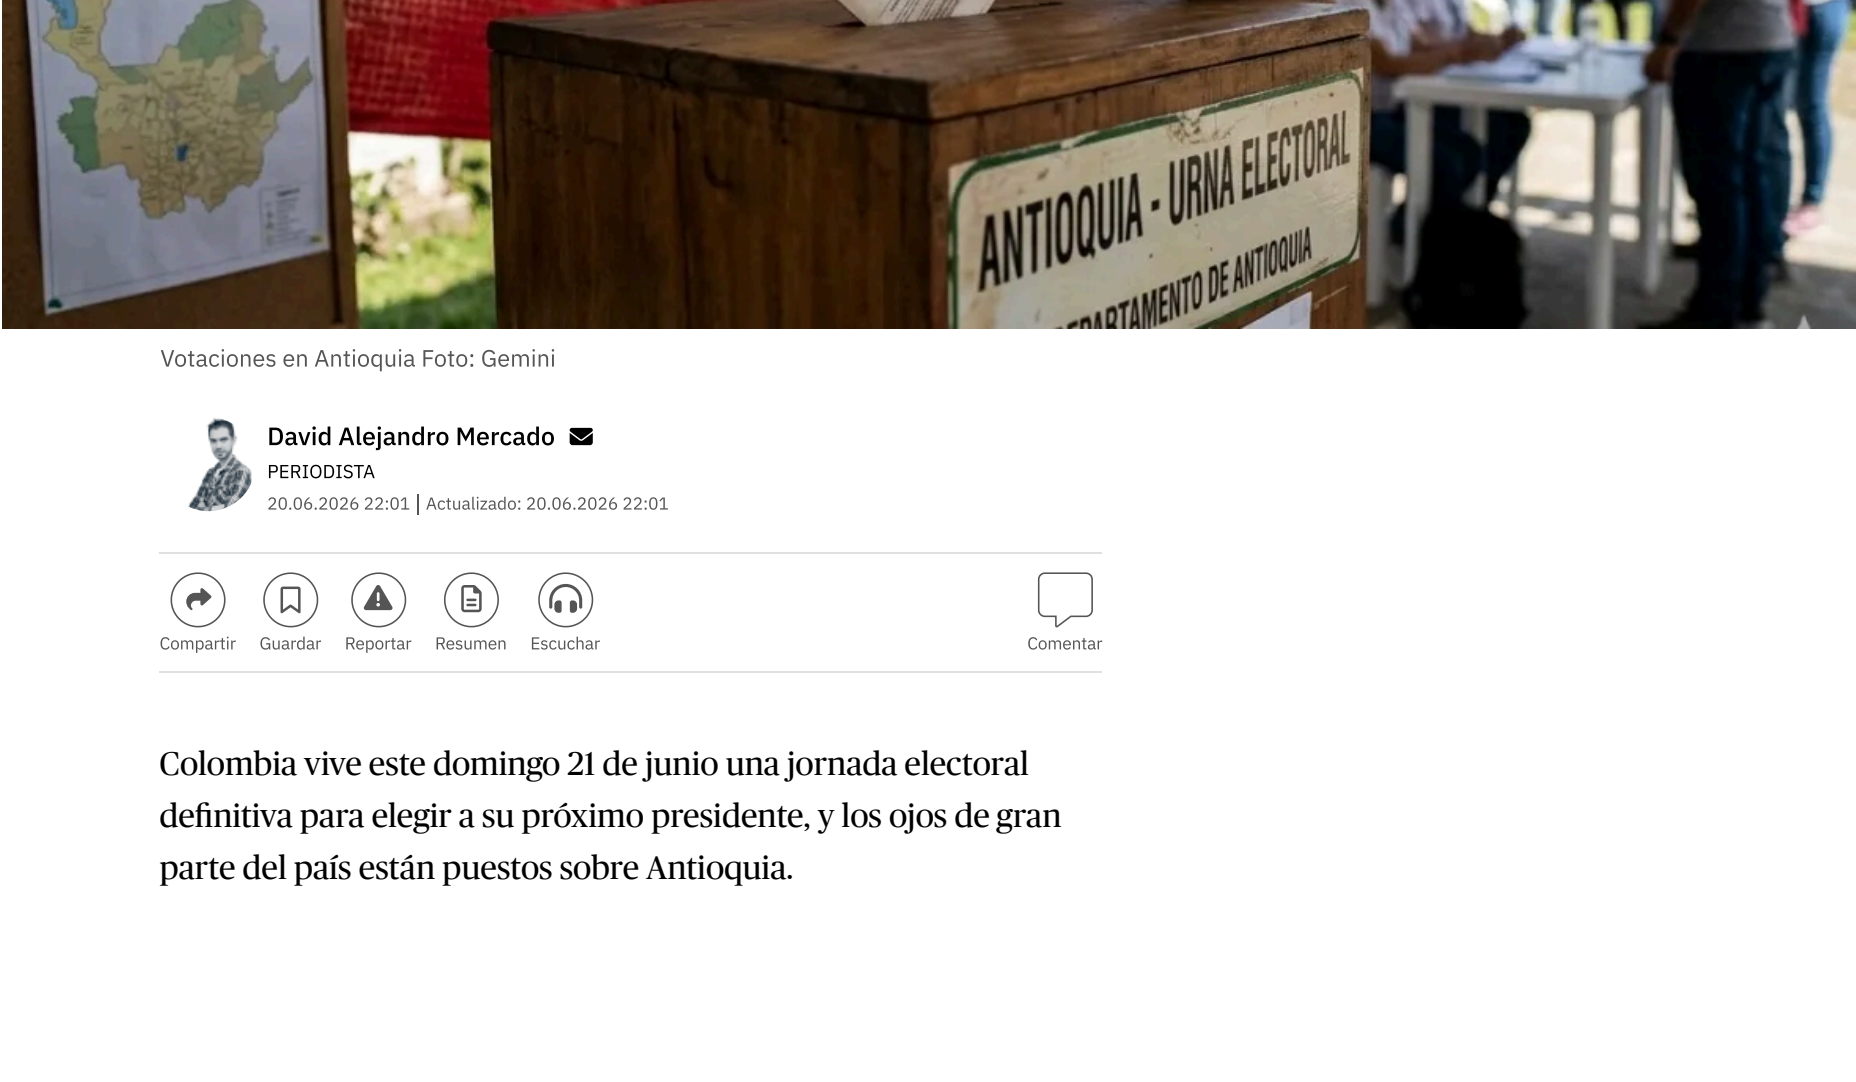 ANTIOQUIA - URNA ELECTORAL
DEPARTAMENTO DE ANTIOQUIA
Votaciones en Antioquia Foto: Gemini
David Alejandro Mercado
PERIODISTA
20.06.2026 22:01 | Actualizado: 20.06.2026 22:01
Compartir Guardar Reportar Resumen Escuchar Comentar
Colombia vive este domingo 21 de junio una jornada electoral
definitiva para elegir a su próximo presidente, y los ojos de gran
parte del país están puestos sobre Antioquia.